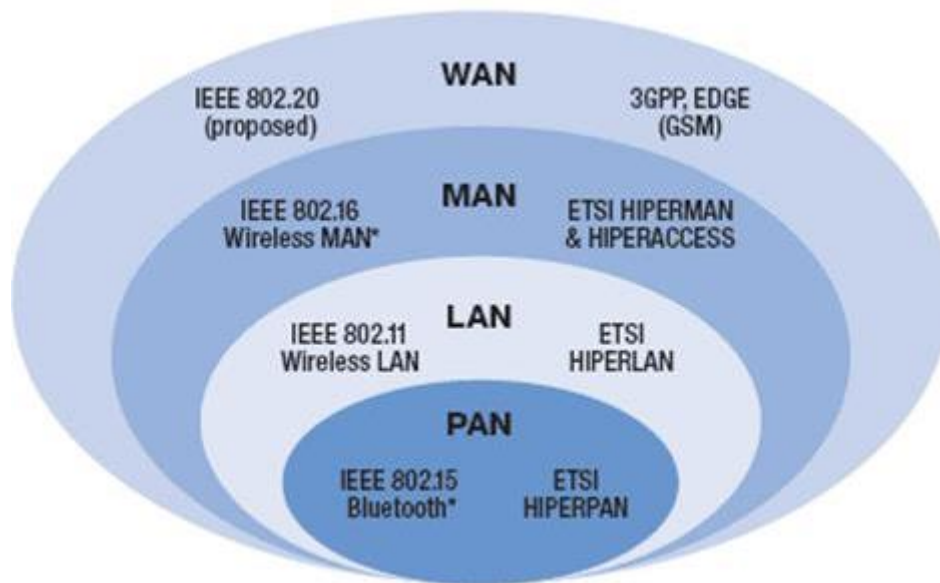 WAN
IEEE 802.20
(proposed)
3GPP, EDGE
(GSM)
MAN
IEEE 802.16
Wireless MAN*
ETSI HIPERMAN
& HIPERACCESS
LAN
IEEE 802.11
Wireless LAN
ETSI
HIPERLAN
PAN
IEEE 802.15
Bluetooth*
ETSI
HIPERPAN